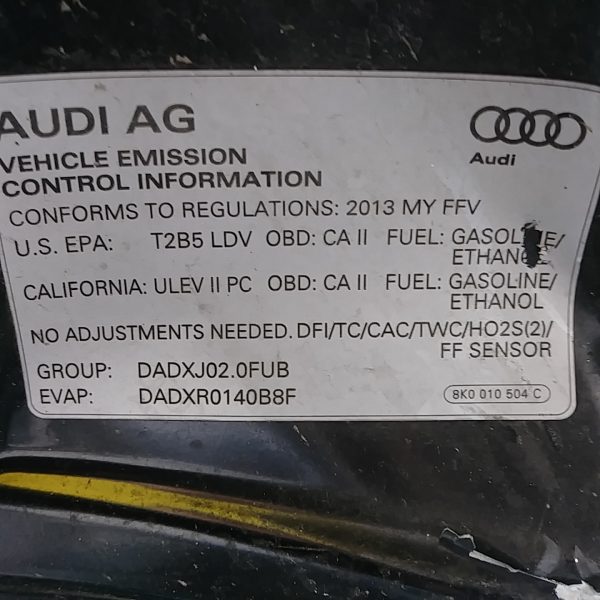 AUDI AG
Audi
VEHICLE EMISSION
CONTROL INFORMATION
CONFORMS TO REGULATIONS: 2013 MY FFV
U.S. EPA: T2B5 LDV OBD: CA II FUEL: GASOLINE/
ETHANOL
CALIFORNIA: ULEV II PC OBD: CA II FUEL: GASOLINE/
ETHANOL
NO ADJUSTMENTS NEEDED. DFI/TC/CAC/TWC/HO2S(2)/
FF SENSOR
GROUP: DADXJ02.0FUB
EVAP: DADXR0140B8F
8K0 010 504 C